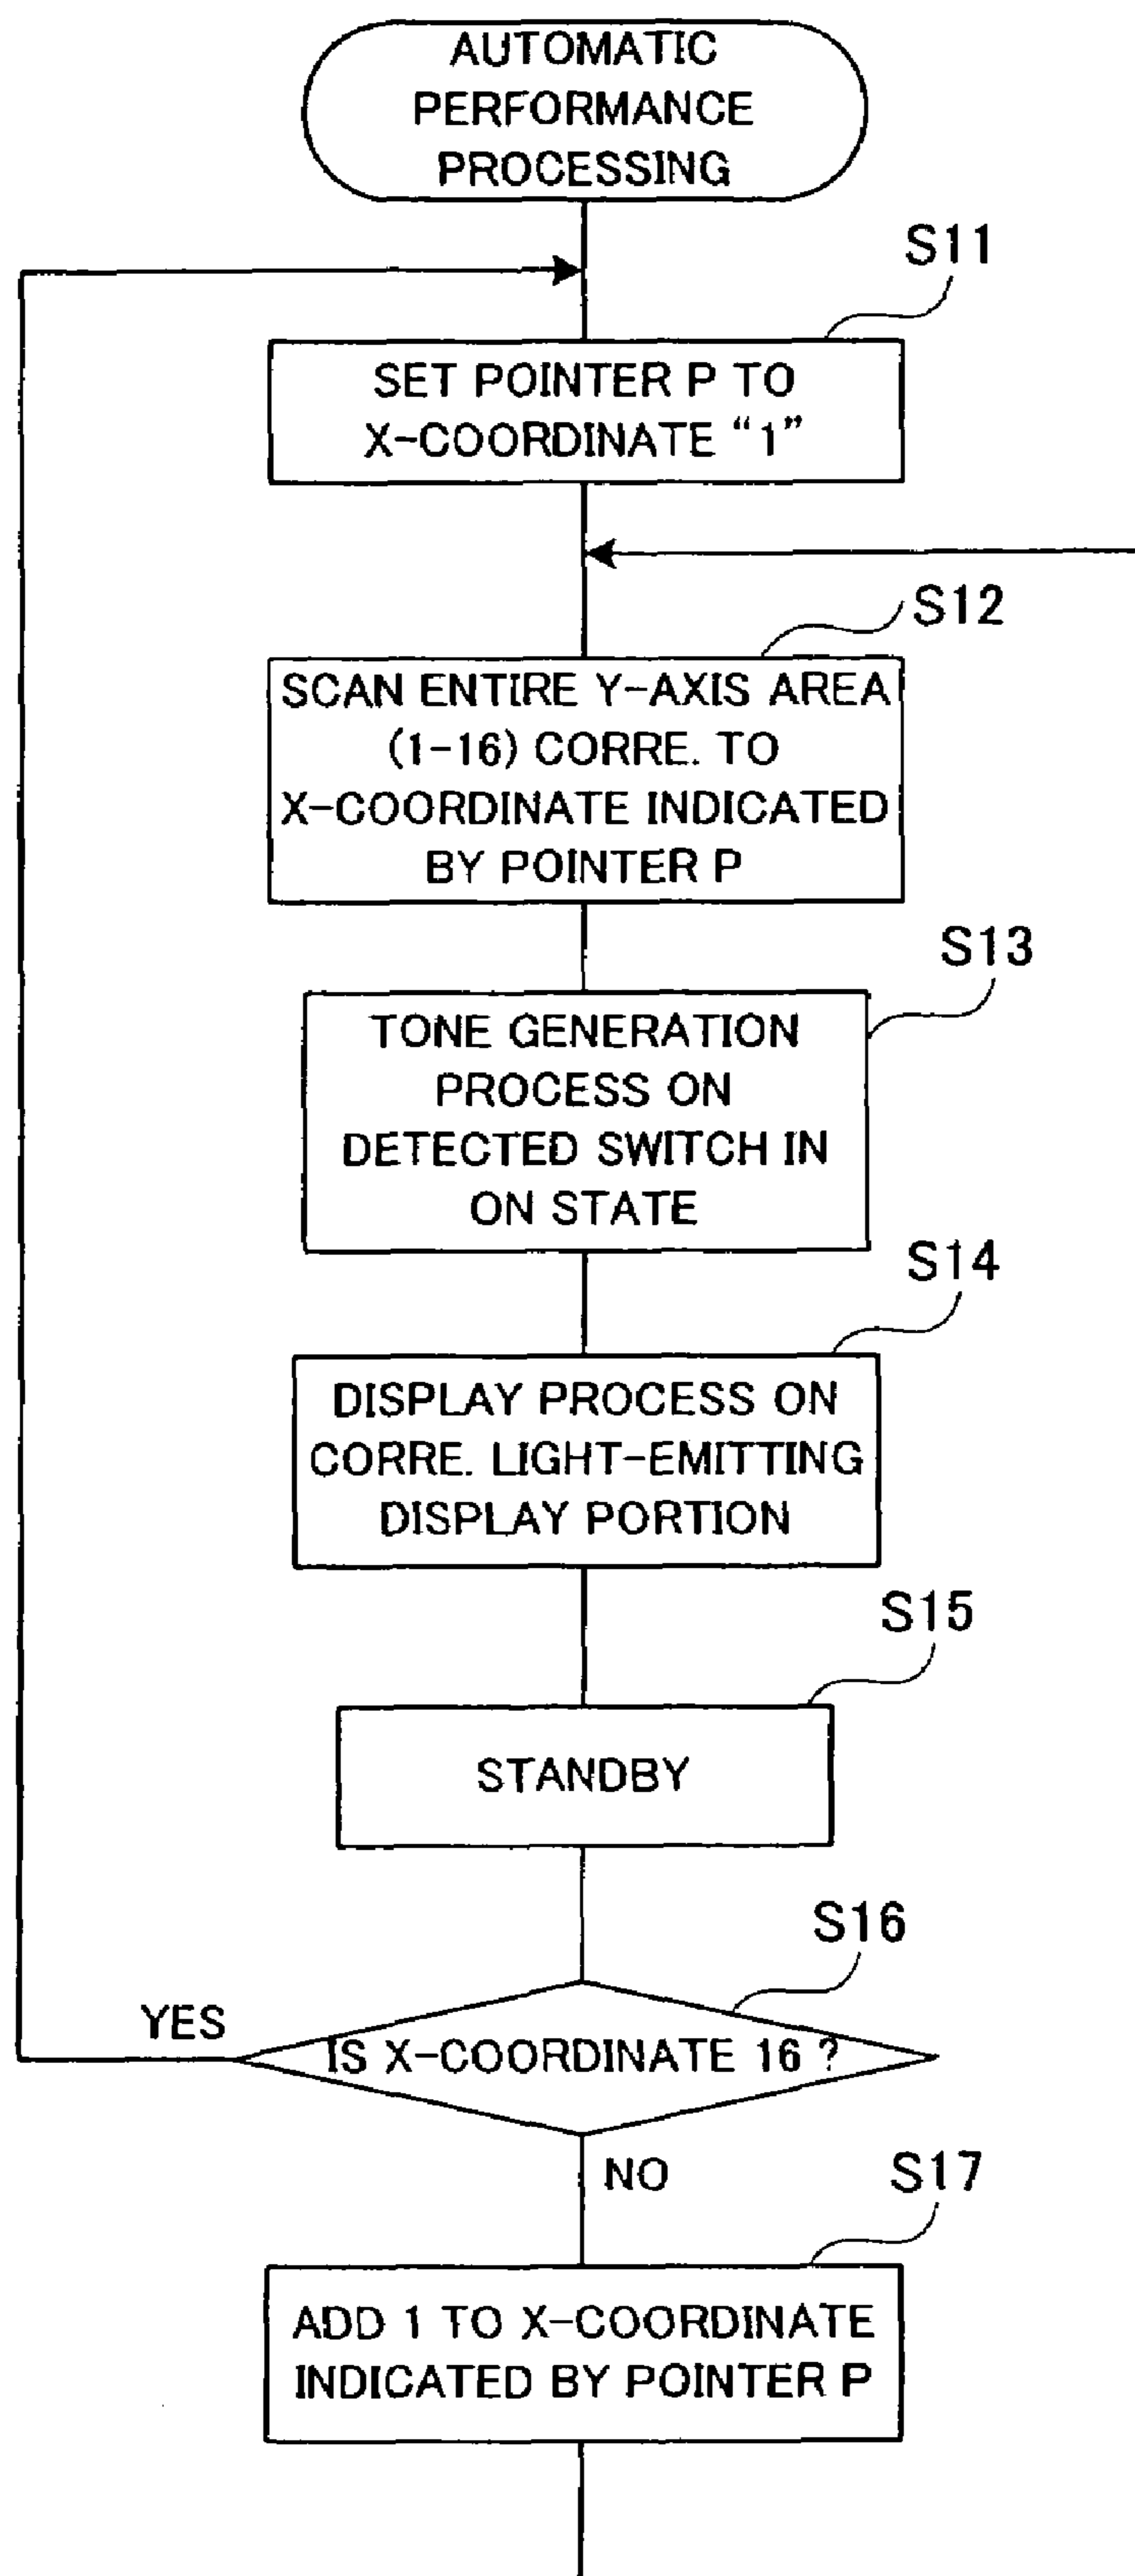 AUTOMATIC
PERFORMANCE
PROCESSING
S11
SET POINTER P TO
X-COORDINATE “1”
S12
SCAN ENTIRE Y-AXIS AREA
(1-16) CORRE. TO
X-COORDINATE INDICATED
BY POINTER P
S13
TONE GENERATION
PROCESS ON
DETECTED SWITCH IN
ON STATE
S14
DISPLAY PROCESS ON
CORRE. LIGHT-EMITTING
DISPLAY PORTION
S15
STANDBY
S16
YES
IS X-COORDINATE 16 ?
NO
S17
ADD 1 TO X-COORDINATE
INDICATED BY POINTER P